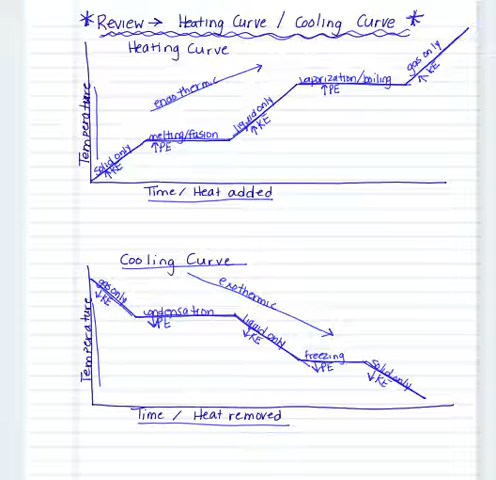 *Review → Heating Curve / Cooling Curve *
Heating Curve
Temperature
solid only
↑KE
melting/fusion
↑PE
endothermic
liquid only
↑KE
vaporization/boiling
↑PE
gas only
↑KE
Time/ Heat added
Cooling Curve
Temperature
gas only
↓KE
condensation
↓PE
exothermic
liquid only
↓KE
freezing
↓PE
solid only
↓KE
Time / Heat removed